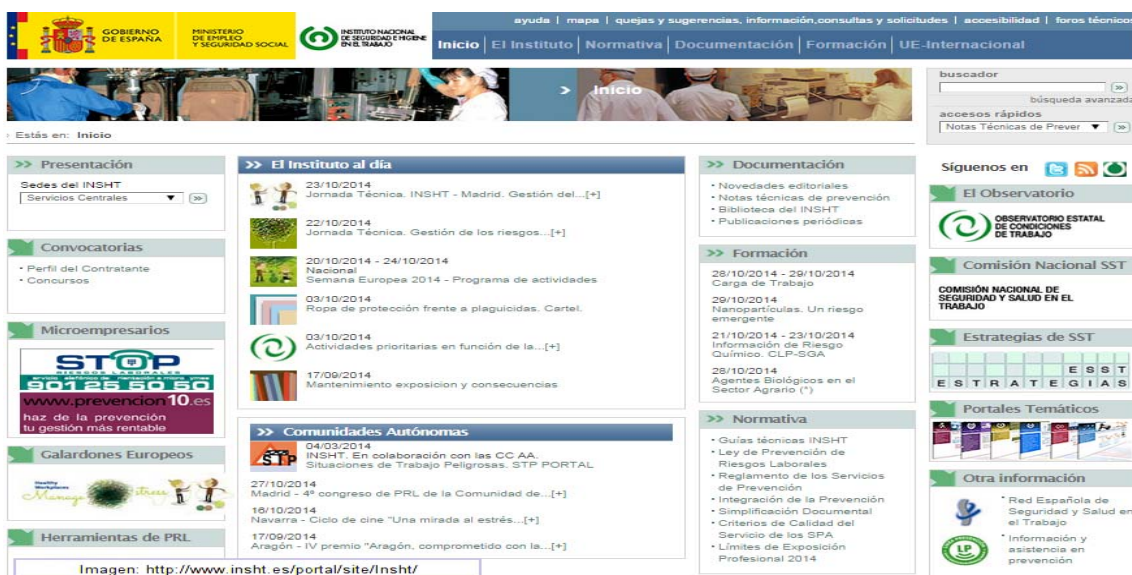 GOBIERNO
DE ESPAÑA
MINISTERIO
DE EMPLEO
Y SEGURIDAD SOCIAL
INSTITUTO NACIONAL
DE SEGURIDAD E HIGIENE
EN EL TRABAJO
ayuda | mapa | quejas y sugerencias, información,consultas y solicitudes | accesibilidad | foros técnicos
Inicio | El Instituto | Normativa | Documentación | Formación | UE-Internacional
> Inicio
buscador
búsqueda avanzada
accesos rápidos
Notas Técnicas de Prever
› Estás en: Inicio
>> Presentación
Sedes del INSHT
Servicios Centrales
Convocatorias
• Perfil del Contratante
• Concursos
Microempresarios
STOP
RIESGOS LABORALES
901 25 50 50
www.prevencion10.es
haz de la prevención
tu gestión más rentable
Galardones Europeos
Healthy
Workplaces
Manage stress
Herramientas de PRL
>> El Instituto al día
23/10/2014
Jornada Técnica. INSHT - Madrid. Gestión del...[+]
22/10/2014
Jornada Técnica. Gestión de los riesgos...[+]
20/10/2014 - 24/10/2014
Nacional
Semana Europea 2014 - Programa de actividades
03/10/2014
Ropa de protección frente a plaguicidas. Cartel.
03/10/2014
Actividades prioritarias en función de la...[+]
17/09/2014
Mantenimiento exposicion y consecuencias
>> Comunidades Autónomas
STP
04/03/2014
INSHT. En colaboración con las CC AA.
Situaciones de Trabajo Peligrosas. STP PORTAL
27/10/2014
Madrid - 4º congreso de PRL de la Comunidad de...[+]
16/10/2014
Navarra - Ciclo de cine "Una mirada al estrés...[+]
17/09/2014
Aragón - IV premio "Aragón, comprometido con la...[+]
>> Documentación
• Novedades editoriales
• Notas técnicas de prevención
• Biblioteca del INSHT
• Publicaciones periódicas
>> Formación
28/10/2014 - 29/10/2014
Carga de Trabajo
29/10/2014
Nanopartículas. Un riesgo
emergente
21/10/2014 - 23/10/2014
Información de Riesgo
Químico. CLP-SGA
28/10/2014
Agentes Biológicos en el
Sector Agrario (*)
>> Normativa
• Guías técnicas INSHT
• Ley de Prevención de
Riesgos Laborales
• Reglamento de los Servicios
de Prevención
• Integración de la Prevención
• Simplificación Documental
• Criterios de Calidad del
Servicio de los SPA
• Límites de Exposición
Profesional 2014
Síguenos en
El Observatorio
OBSERVATORIO ESTATAL
DE CONDICIONES
DE TRABAJO
Comisión Nacional SST
COMISIÓN NACIONAL DE
SEGURIDAD Y SALUD EN EL
TRABAJO
Estrategias de SST
ESST
ESTRATEGIAS
Portales Temáticos
Otra información
• Red Española de
Seguridad y Salud en
el Trabajo
LP
• Información y
asistencia en
prevención
Imagen: http://www.insht.es/portal/site/Insht/